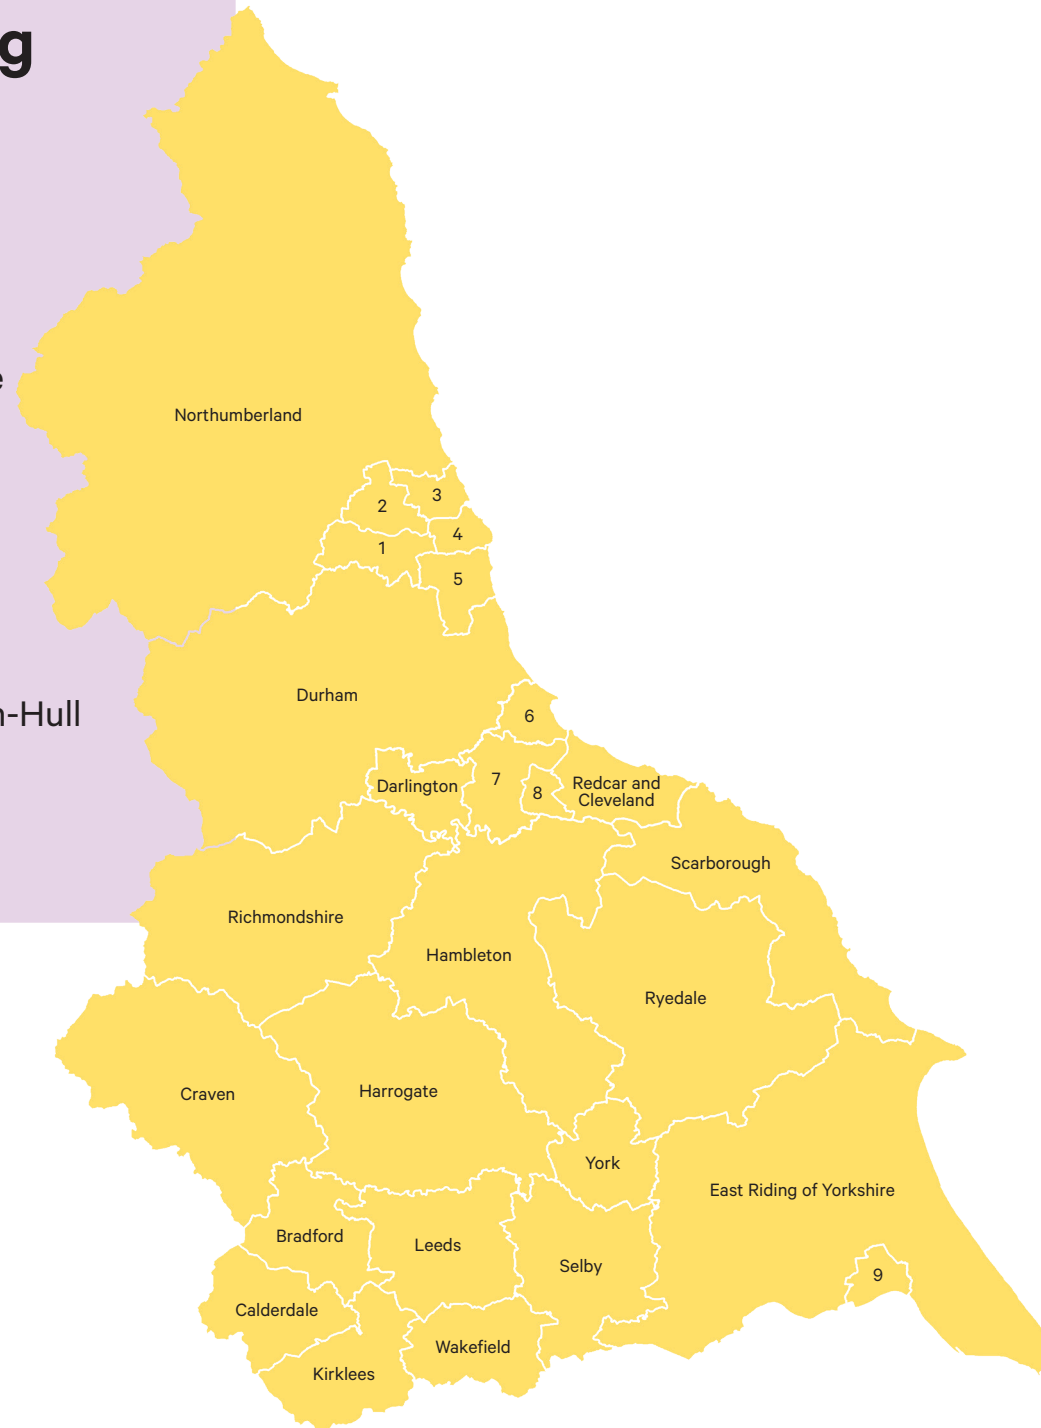 g
e
n-Hull
Northumberland
3
2
4
1
5
Durham
6
7
Darlington
8
Redcar and
Cleveland
Scarborough
Richmondshire
Hambleton
Ryedale
Craven
Harrogate
York
East Riding of Yorkshire
Bradford
Leeds
Selby
9
Calderdale
Wakefield
Kirklees